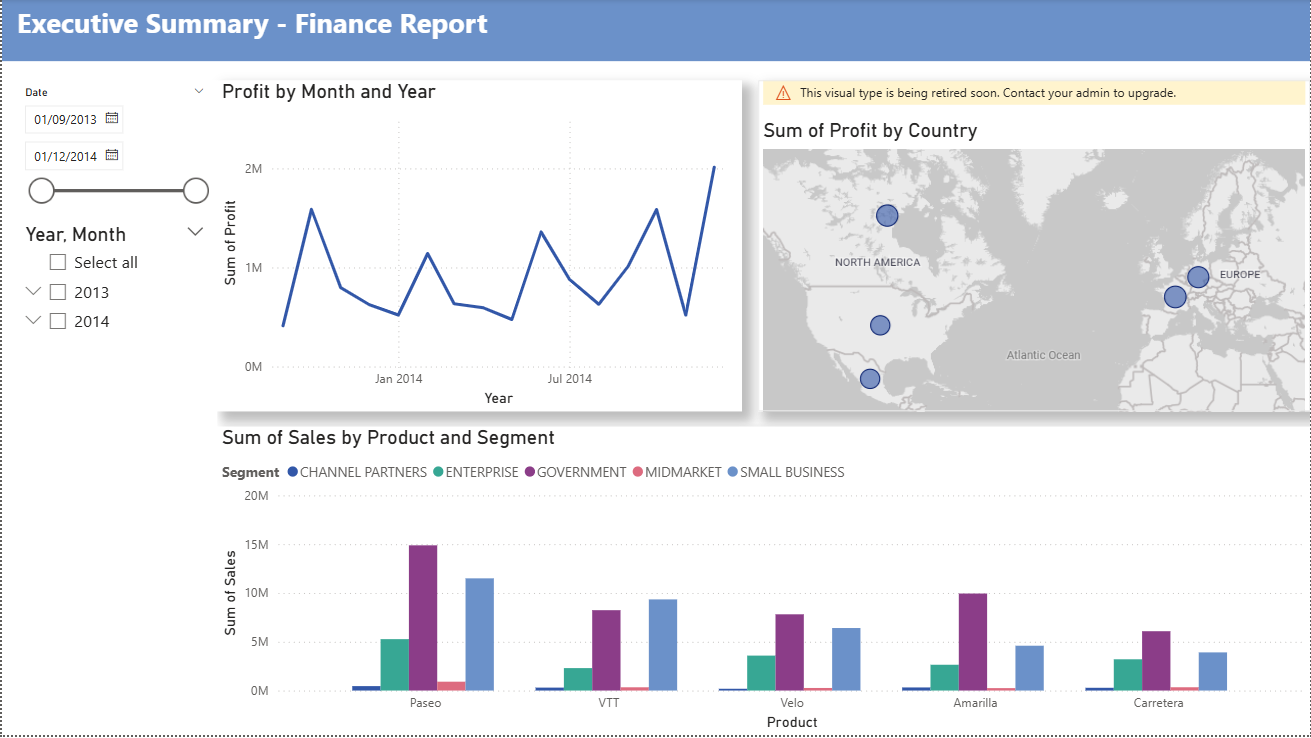 Executive Summary - Finance Report
Date
01/09/2013
01/12/2014
Year, Month
Select all
2013
2014
Profit by Month and Year
Sum of Profit
2M
1M
0M
Jan 2014
Jul 2014
Year
This visual type is being retired soon. Contact your admin to upgrade.
Sum of Profit by Country
NORTH AMERICA
EUROPE
Atlantic Ocean
Sum of Sales by Product and Segment
Segment CHANNEL PARTNERS ENTERPRISE GOVERNMENT MIDMARKET SMALL BUSINESS
Sum of Sales
20M
15M
10M
5M
0M
Paseo VTT Velo Amarilla Carretera
Product